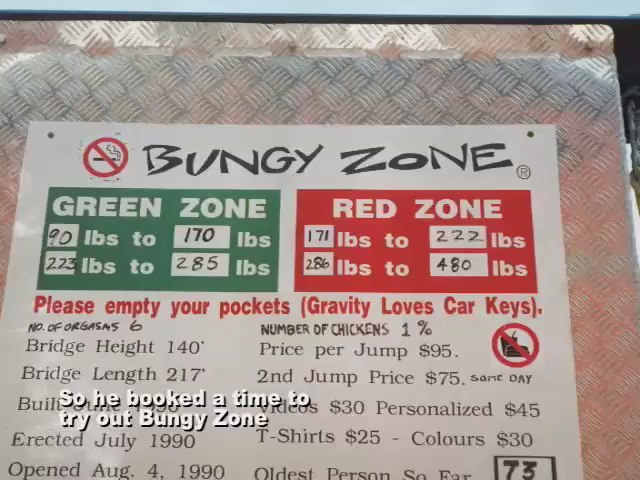 BUNGY ZONE ®
GREEN ZONE
90 lbs to 170 lbs
223 lbs to 285 lbs
RED ZONE
171 lbs to 222 lbs
286 lbs to 480 lbs
Please empty your pockets (Gravity Loves Car Keys).
NO. OF ORGASMS 6
Bridge Height 140'
Bridge Length 217'
Built June
Erected July 1990
Opened Aug. 4, 1990
NUMBER OF CHICKENS 1 %
Price per Jump $95.
2nd Jump Price $75. SAME DAY
Videos $30 Personalized $45
T-Shirts $25 - Colours $30
Oldest Person So Far 73
So he booked a time to
try out Bungy Zone